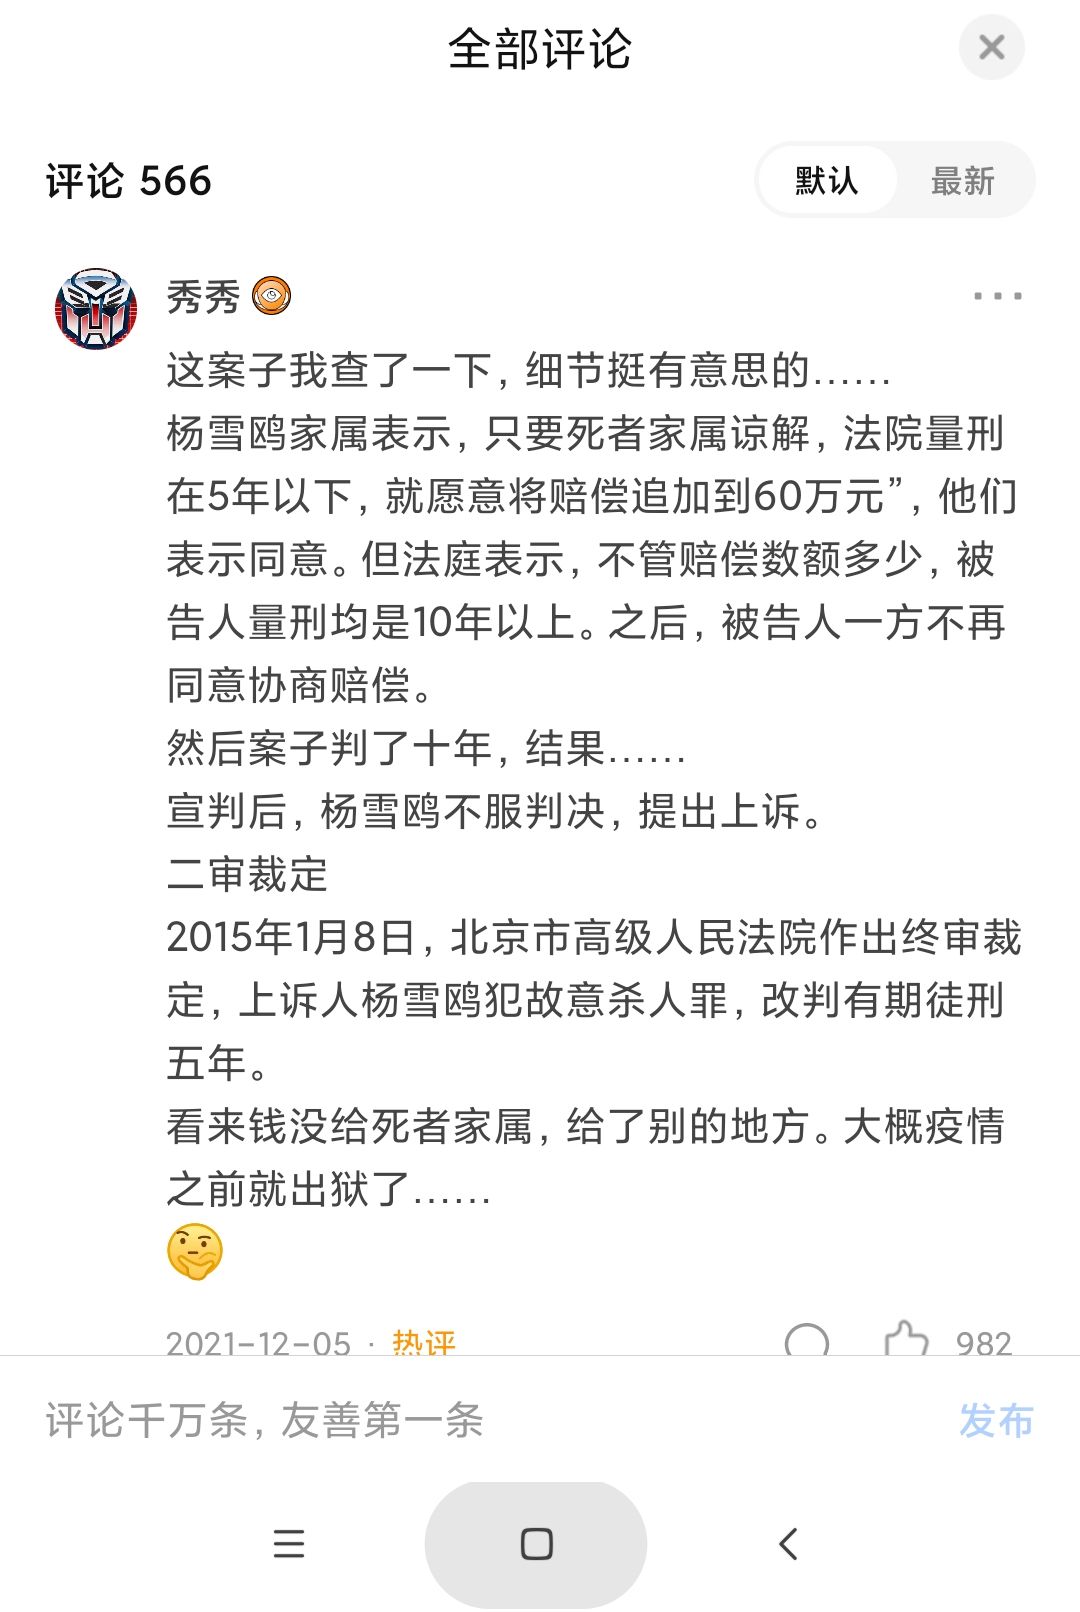 全部评论
评论 566
默认
最新
秀秀
这案子我查了一下，细节挺有意思的……
杨雪鸥家属表示，只要死者家属谅解，法院量刑
在5年以下，就愿意将赔偿追加到60万元”，他们
表示同意。但法庭表示，不管赔偿数额多少，被
告人量刑均是10年以上。之后，被告人一方不再
同意协商赔偿。
然后案子判了十年，结果……
宣判后，杨雪鸥不服判决，提出上诉。
二审裁定
2015年1月8日，北京市高级人民法院作出终审裁
定，上诉人杨雪鸥犯故意杀人罪，改判有期徒刑
五年。
看来钱没给死者家属，给了别的地方。大概疫情
之前就出狱了……
2021-12-05 · 热评
982
评论千万条，友善第一条
发布